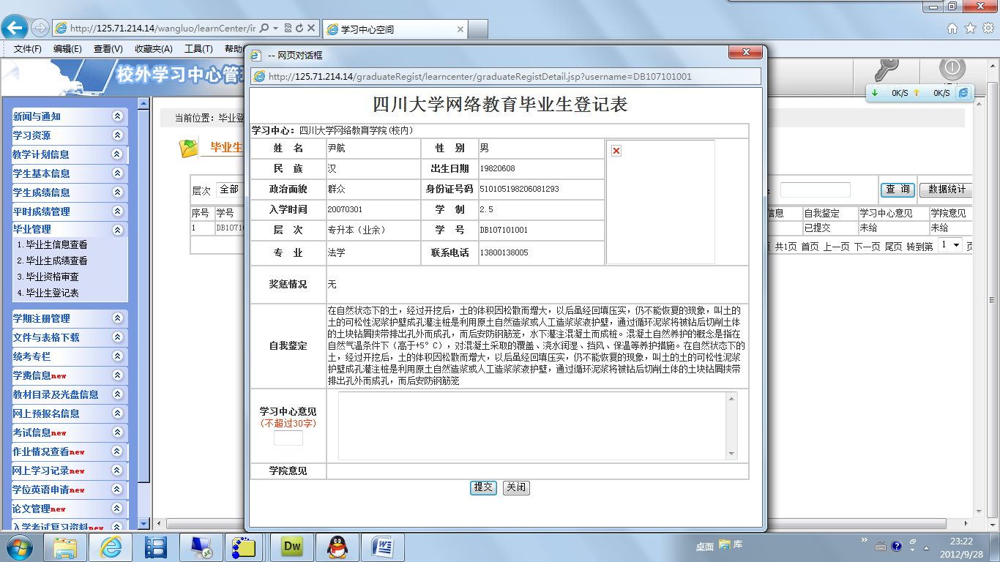 http://125.71.214.14/wangluo/learnCenter/ir
学习中心空间
文件(F) 编辑(E) 查看(V) 收藏夹(A) 工具(T) 帮助
校外学习中心管
0K/S 0K/S
新闻与通知
学习资源
教学计划信息
学生基本信息
学生成绩信息
平时成绩管理
毕业管理
1. 毕业生信息查看
2. 毕业生成绩查看
3. 毕业资格审查
4. 毕业生登记表
学期注册管理
文件与表格下载
统考专栏
学费信息new
教材目录及光盘信息
网上预报名信息
考试信息new
作业情况查看new
网上学习记录new
学位英语申请new
论文管理new
入学考试复习资料new
当前位置：毕业登
毕业生
层次 全部
序号 学号
1 DB1071
-- 网页对话框
http://125.71.214.14/graduateRegist/learncenter/graduateRegistDetail.jsp?username=DB107101001
四川大学网络教育毕业生登记表
学习中心：四川大学网络教育学院(校内)
姓 名 尹航 性 别 男
民 族 汉 出生日期 19820608
政治面貌 群众 身份证号码 510105198206081293
入学时间 20070301 学 制 2.5
层 次 专升本（业余） 学 号 DB107101001
专 业 法学 联系电话 13800138005
奖惩情况 无
自我鉴定
在自然状态下的土，经过开挖后，土的体积因松散而增大，以后虽经回填压实，仍不能恢复的现象，叫土的
土的可松性泥浆护壁成孔灌注桩是利用原土自然造浆或人工造浆浆液护壁，通过循环泥浆将被钻后切削土体
的土块钻屑挟带排出孔外而成孔，而后安防钢筋笼，水下灌注混凝土而成桩。混凝土自然养护的概念是指在
自然气温条件下（高于+5°C），对混凝土采取的覆盖、浇水润湿、挡风、保温等养护措施。在自然状态下的
土，经过开挖后，土的体积因松散而增大，以后虽经回填压实，仍不能恢复的现象，叫土的土的可松性泥浆
护壁成孔灌注桩是利用原土自然造浆或人工造浆浆液护壁，通过循环泥浆将被钻后切削土体的土块钻屑挟带
排出孔外而成孔，而后安防钢筋笼
学习中心意见
（不超过30字）
学院意见
提交 关闭
查 询 数据统计
信息 自我鉴定 学习中心意见 学院意见
已提交 未给 未给
页 共1页 首页 上一页 下一页 尾页 转到第 1 页
Dw
桌面 库
23:22
2012/9/28